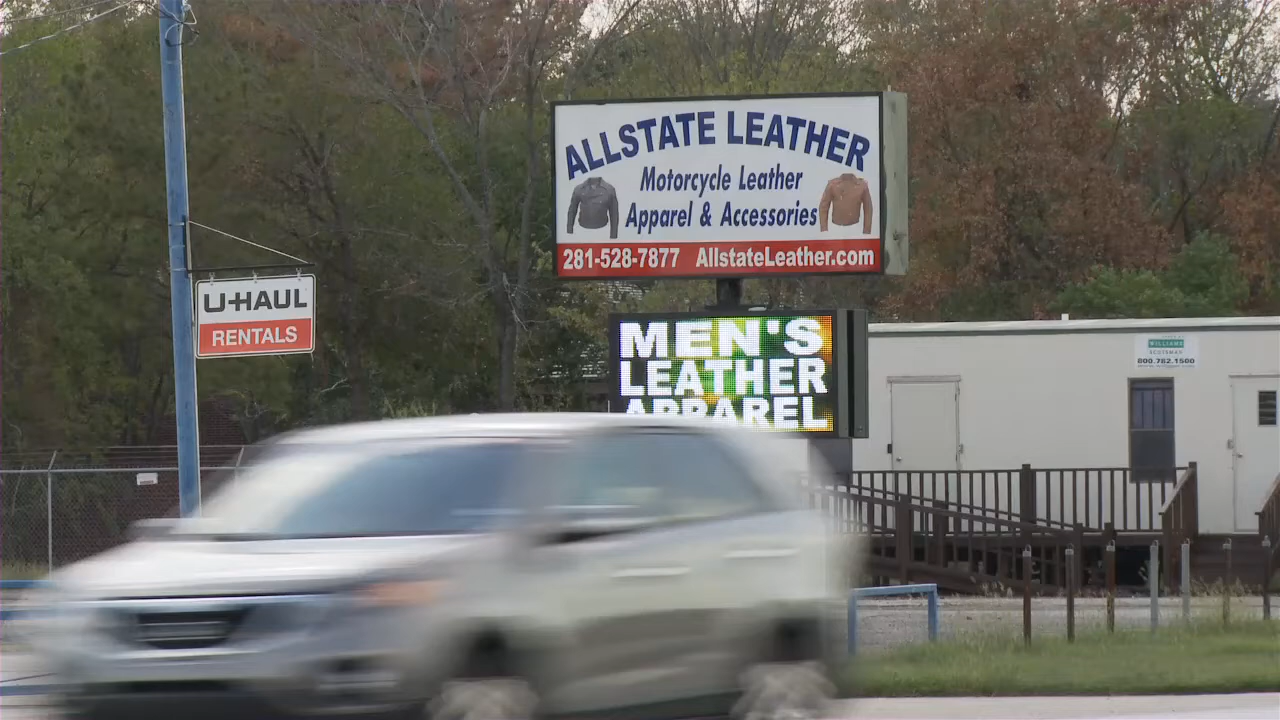 ALLSTATE LEATHER
Motorcycle Leather
Apparel & Accessories
281-528-7877 AllstateLeather.com
U-HAUL
RENTALS
MEN'S
LEATHER
APPAREL
WILLIAMS
SCOTSMAN
800.782.1500